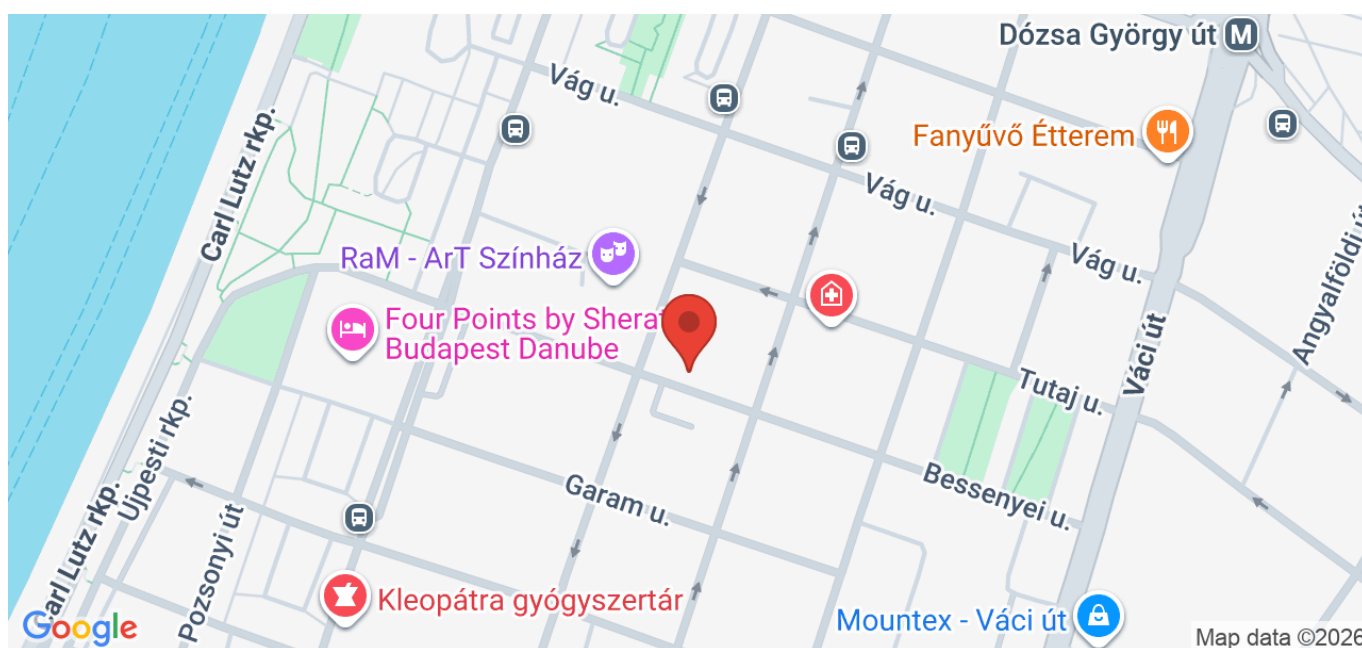 Dózsa György út
M
Vág u.
Fanyűvő Étterem
Carl Lutz rkp.
Vág u.
RaM - ArT Színház
Vág u.
Angyalföldi út
Four Points by Sherat
Budapest Danube
Váci út
Tutaj u.
Újpesti rkp.
Bessenyei u.
Garam u.
Carl Lutz rkp.
Pozsonyi út
Kleopátra gyógyszertár
Mountex - Váci út
Google
Map data ©2026